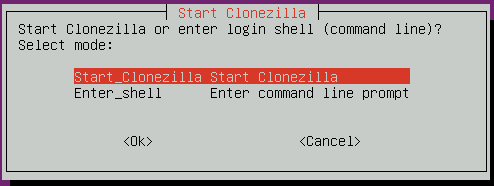 Start Clonezilla
Start Clonezilla or enter login shell (command line)?
Select mode:
Start_Clonezilla Start Clonezilla
Enter_shell Enter command line prompt
<Ok> <Cancel>